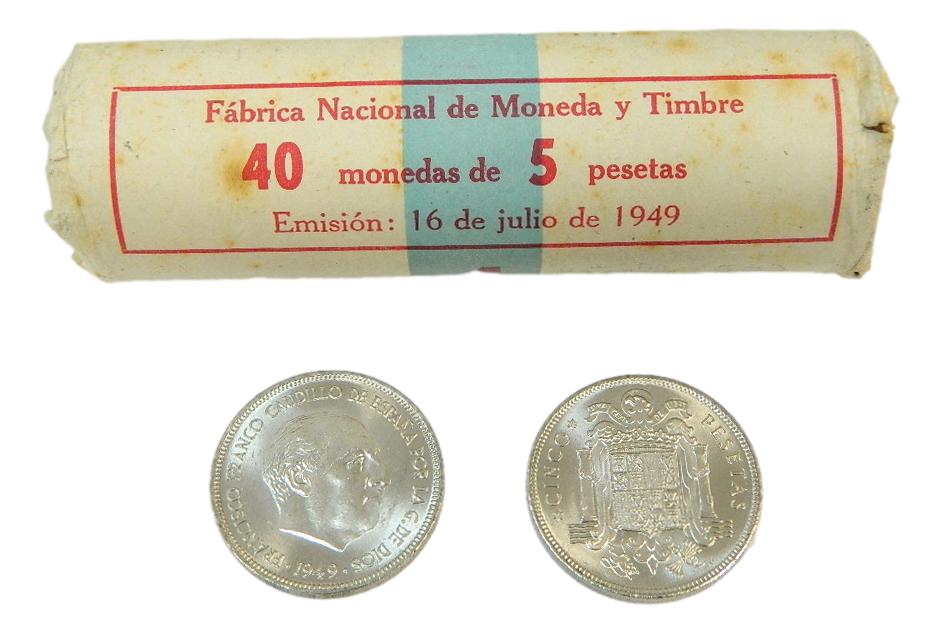 Fábrica Nacional de Moneda y Timbre
40 monedas de 5 pesetas
Emisión: 16 de julio de 1949
FRANCISCO FRANCO CAUDILLO DE ESPAÑA POR LA G. DE DIOS
· 1949 ·
CINCO PESETAS